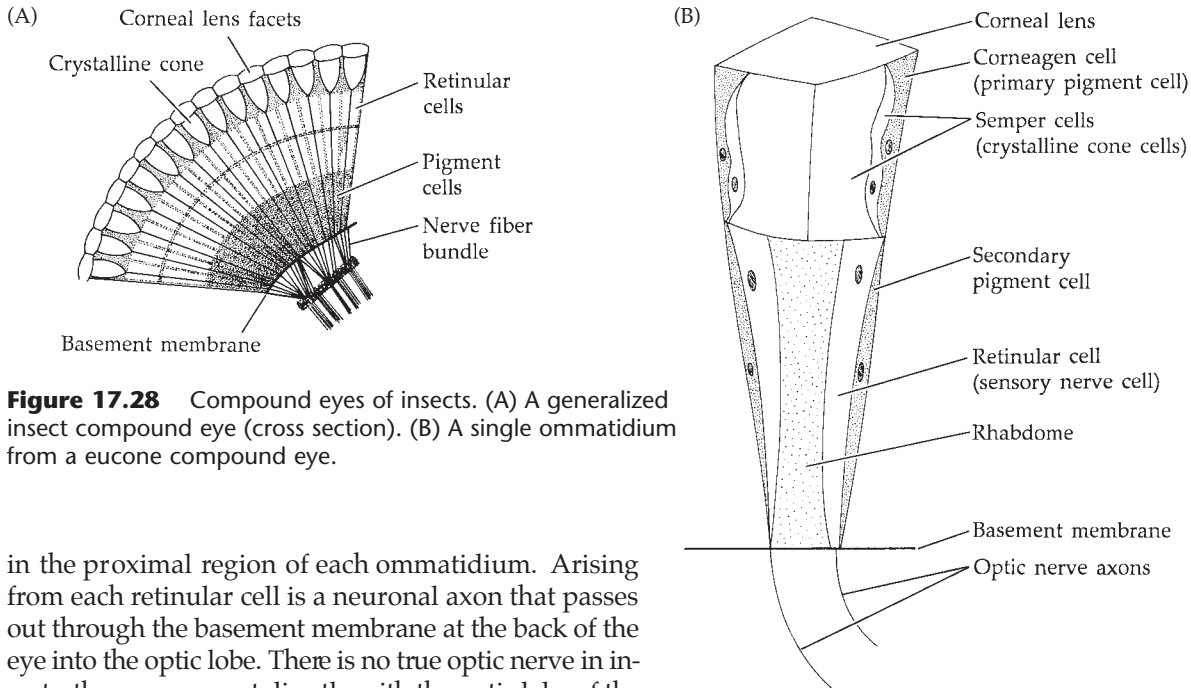 (A)
Corneal lens facets
Crystalline cone
Retinular
cells
Pigment
cells
Nerve fiber
bundle
Basement membrane
Figure 17.28 Compound eyes of insects. (A) A generalized
insect compound eye (cross section). (B) A single ommatidium
from a eucone compound eye.
in the proximal region of each ommatidium. Arising
from each retinular cell is a neuronal axon that passes
out through the basement membrane at the back of the
eye into the optic lobe. There is no true optic nerve in in-
(B)
Corneal lens
Corneagen cell
(primary pigment cell)
Semper cells
(crystalline cone cells)
Secondary
pigment cell
Retinular cell
(sensory nerve cell)
Rhabdome
Basement membrane
Optic nerve axons